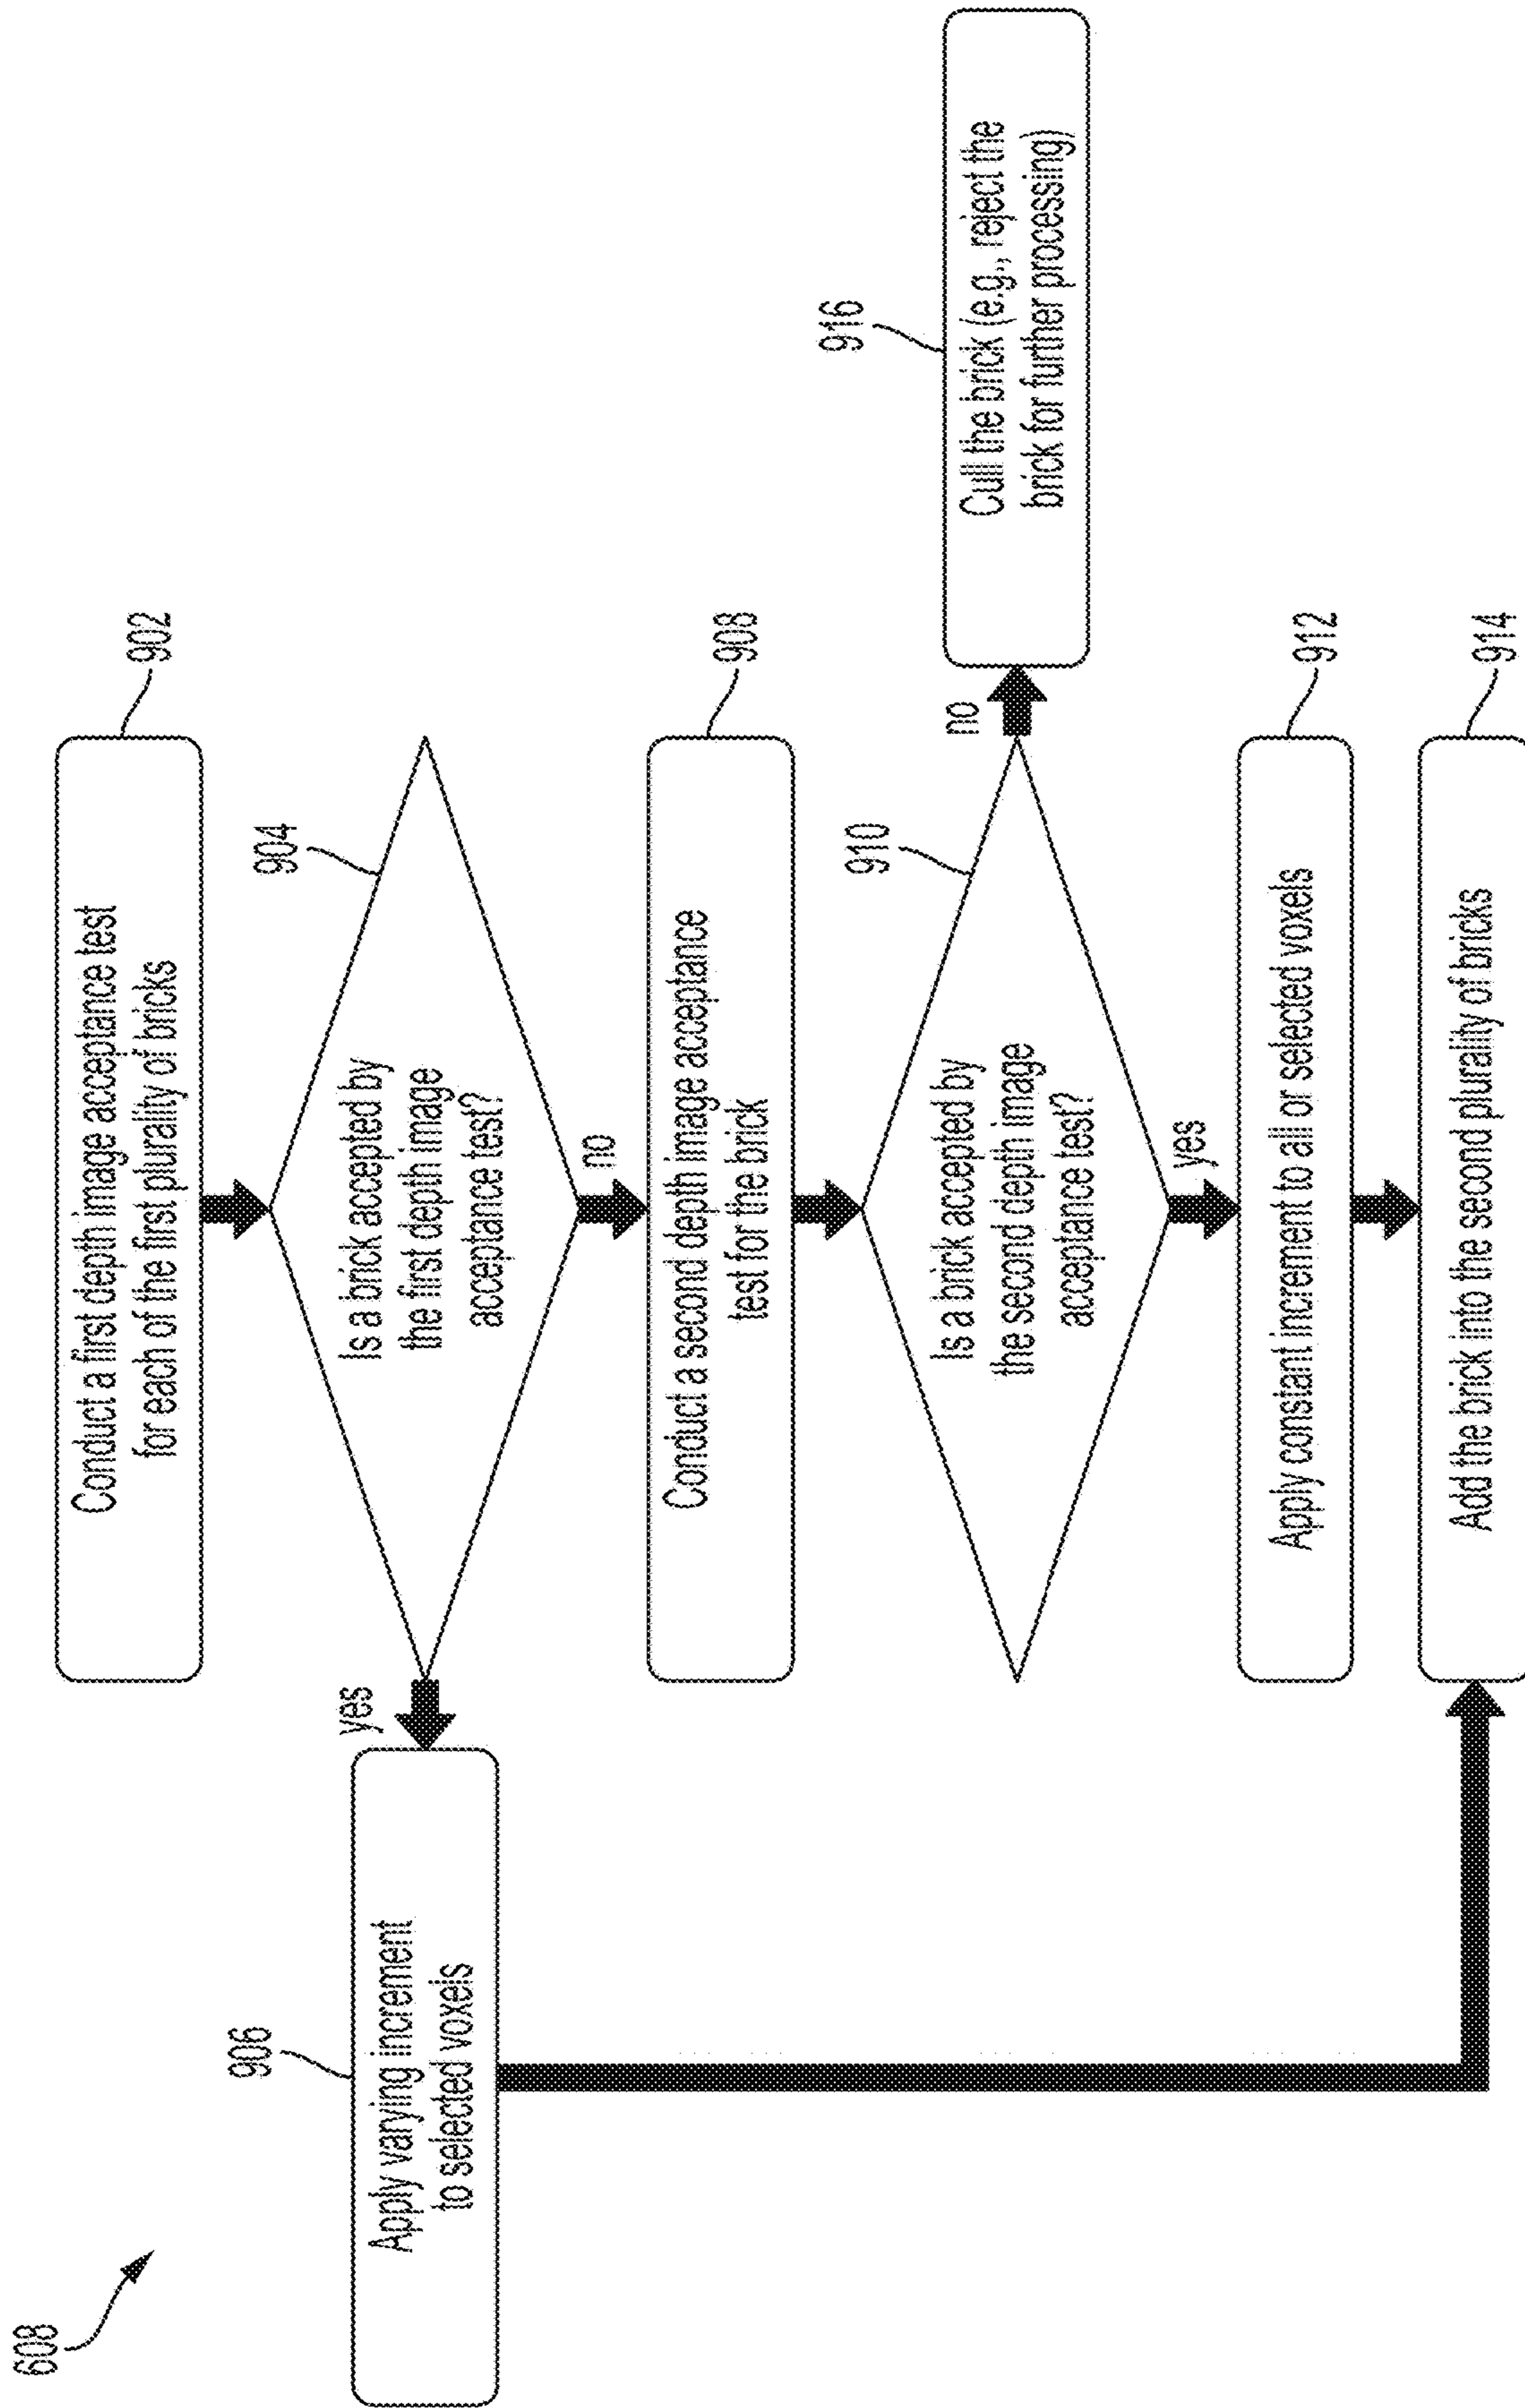 608
Conduct a first depth image acceptance test
for each of the first plurality of bricks
902
Is a brick accepted by
the first depth image
acceptance test?
904
yes
no
Apply varying increment
to selected voxels
906
Conduct a second depth image acceptance
test for the brick
908
Is a brick accepted by
the second depth image
acceptance test?
910
no
yes
Cull the brick (e.g., reject the
brick for further processing)
916
Apply constant increment to all or selected voxels
912
Add the brick into the second plurality of bricks
914